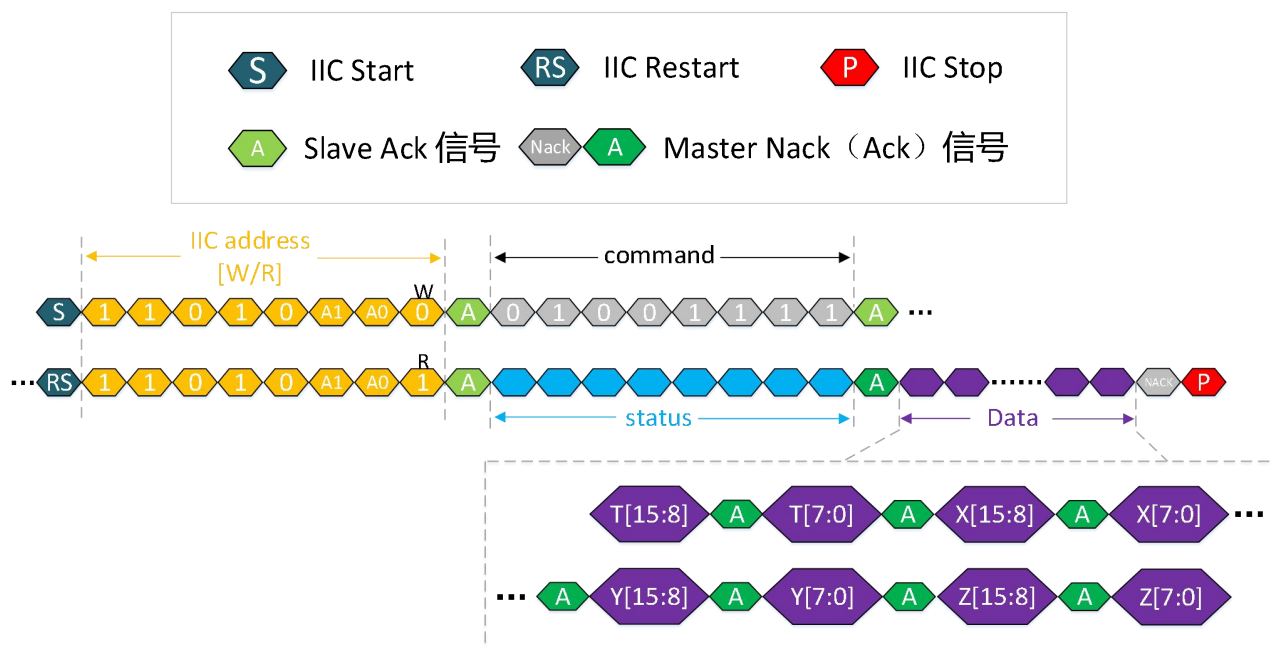 S IIC Start RS IIC Restart P IIC Stop
A Slave Ack 信号 Nack A Master Nack（Ack）信号
IIC address
[W/R]
command
W
S 1 1 0 1 0 A1 A0 0 A 0 1 0 0 1 1 1 1 A ...
R
... RS 1 1 0 1 0 A1 A0 1 A A ...... NACK P
status
Data
T[15:8] A T[7:0] A X[15:8] A X[7:0] ...
... A Y[15:8] A Y[7:0] A Z[15:8] A Z[7:0]